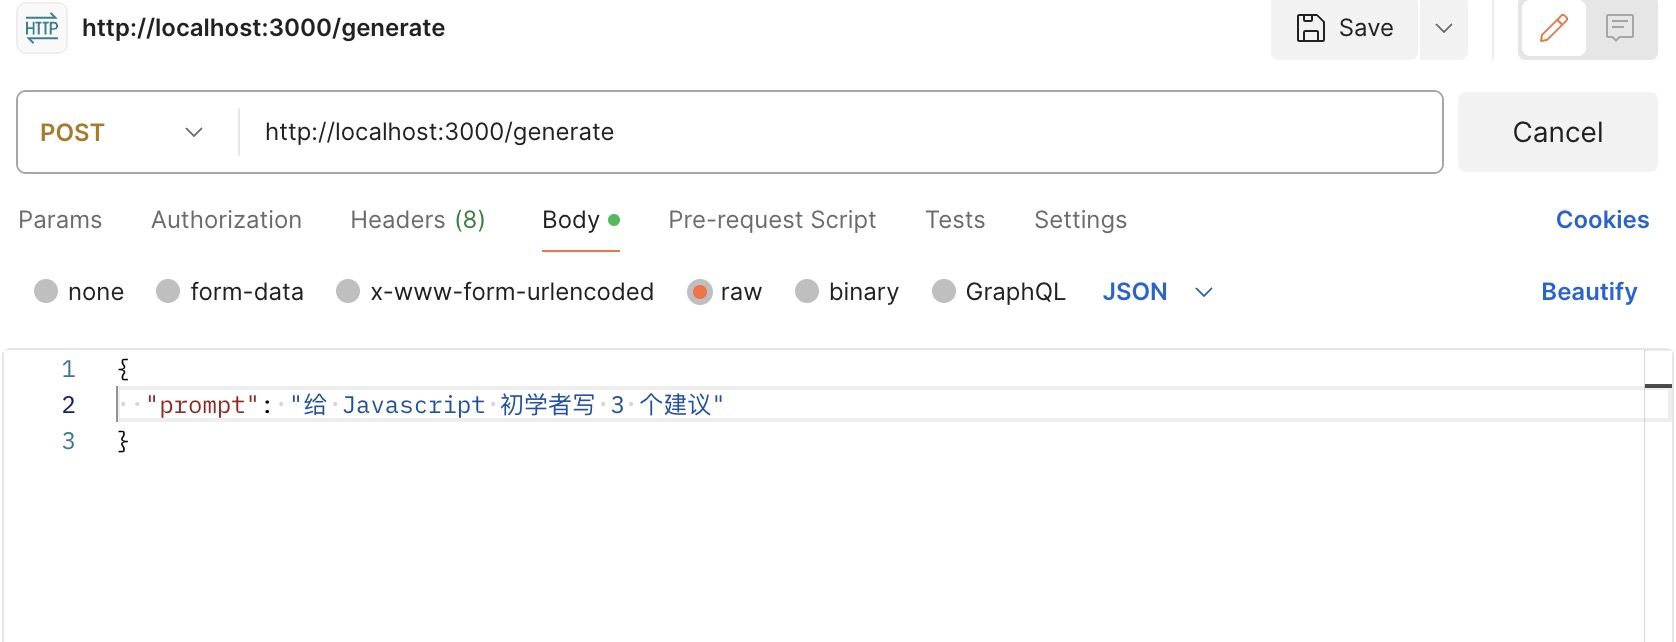 HTTP http://localhost:3000/generate Save
POST http://localhost:3000/generate Cancel
Params Authorization Headers (8) Body Pre-request Script Tests Settings Cookies
none form-data x-www-form-urlencoded raw binary GraphQL JSON Beautify
1 {
2 "prompt": "给 Javascript 初学者写 3 个建议"
3 }